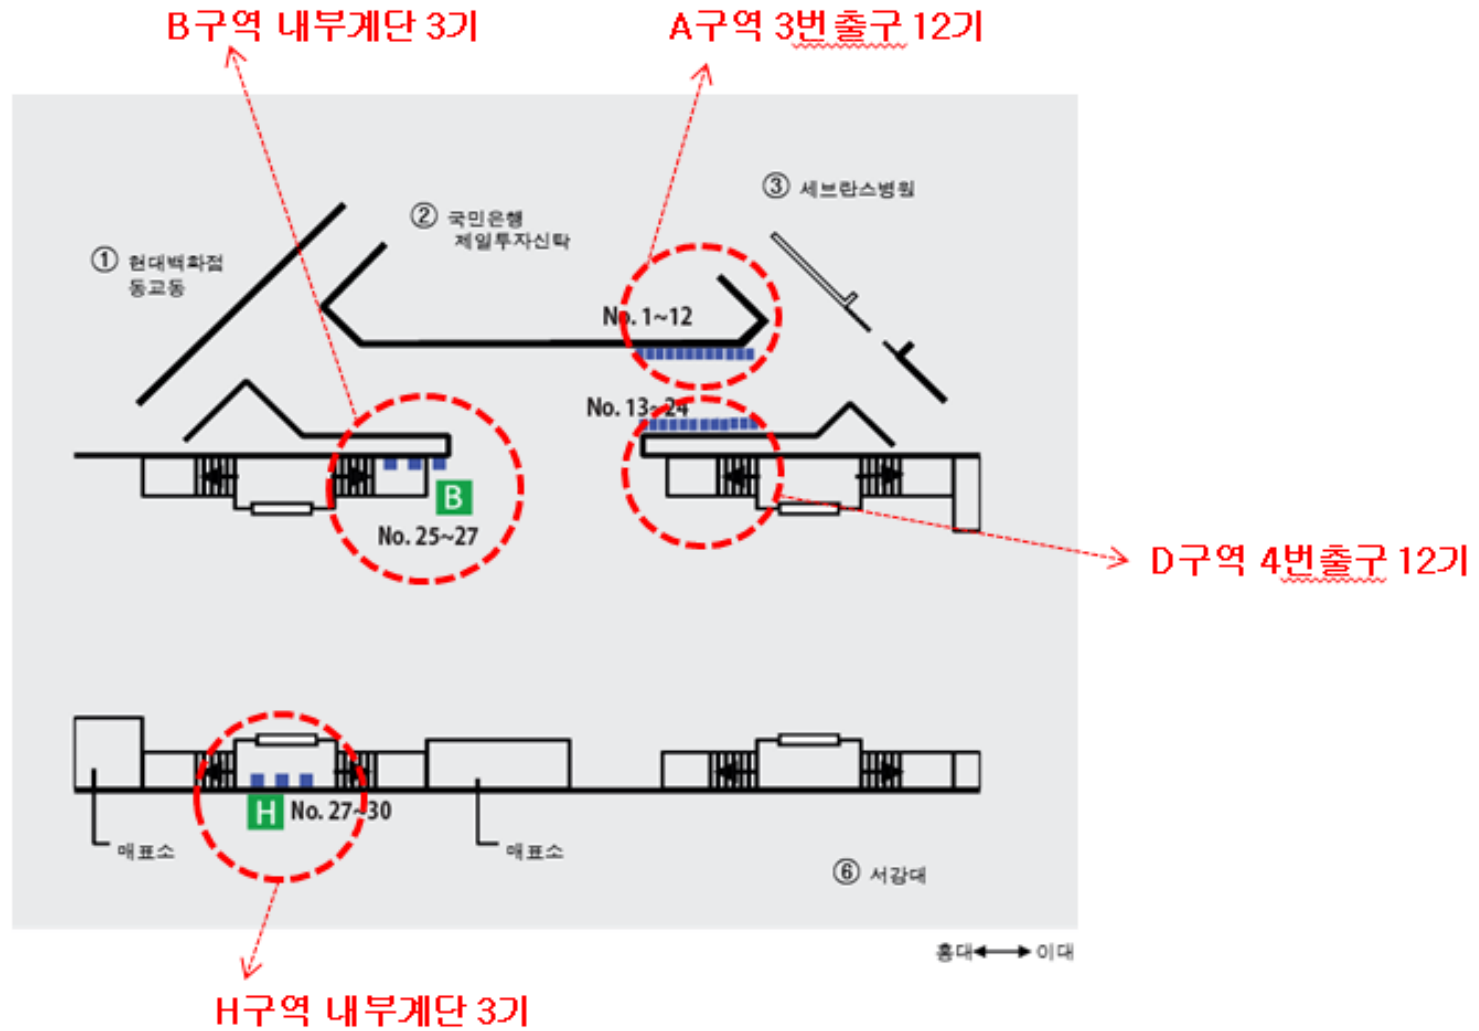 B구역 내부계단 3기
A구역 3번 출구 12기
③ 세브란스병원
② 국민은행
제일투자신탁
① 현대백화점
동교동
No. 1~12
No. 13~24
B
No. 25~27
D구역 4번 출구 12기
H No. 27~30
매표소
매표소
⑥ 서강대
홍대 이대
H구역 내부계단 3기